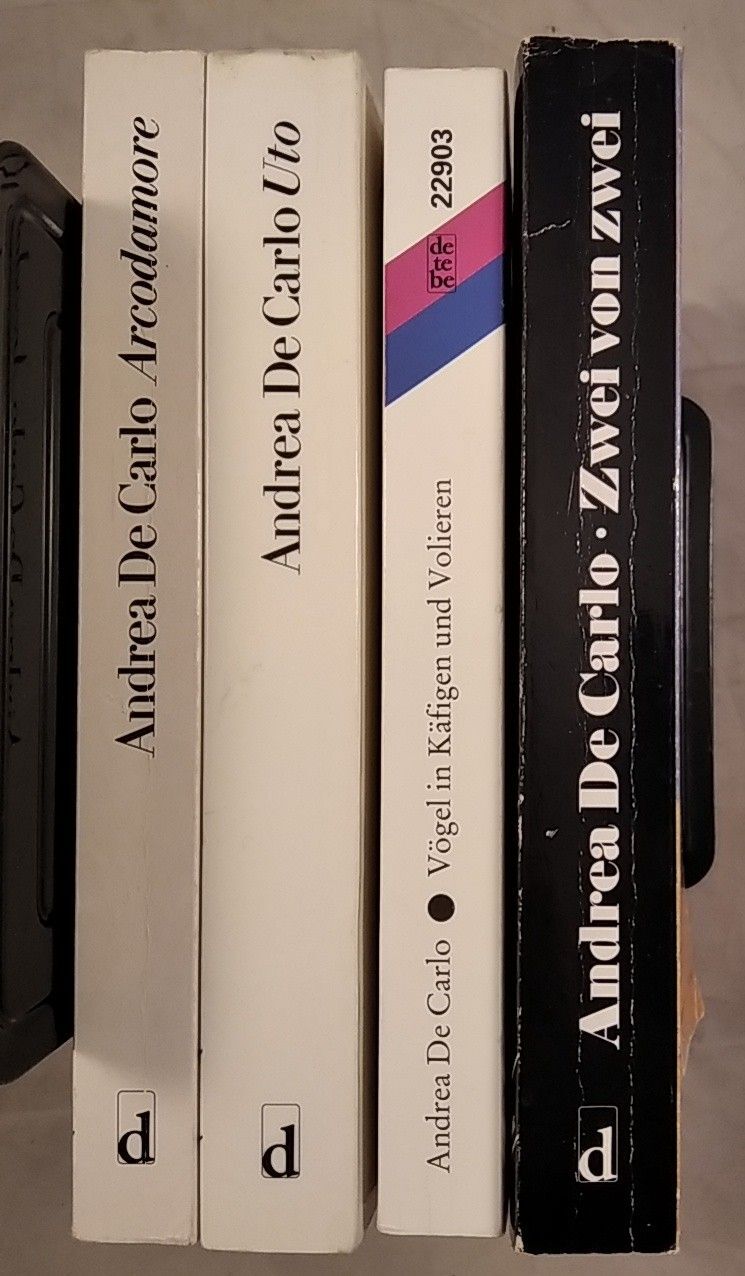 Andrea De Carlo Arcodamore
d
Andrea De Carlo Uto
d
Andrea De Carlo ● Vögel in Käfigen und Volieren
de
te
be
22903
Andrea De Carlo · Zwei von zwei
d